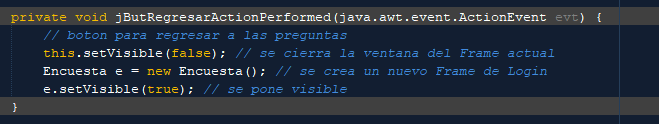 private void jButRegresarActionPerformed(java.awt.event.ActionEvent evt) {
// boton para regresar a las preguntas
this.setVisible(false); // se cierra la ventana del Frame actual
Encuesta e = new Encuesta(); // se crea un nuevo Frame de Login
e.setVisible(true); // se pone visible
}